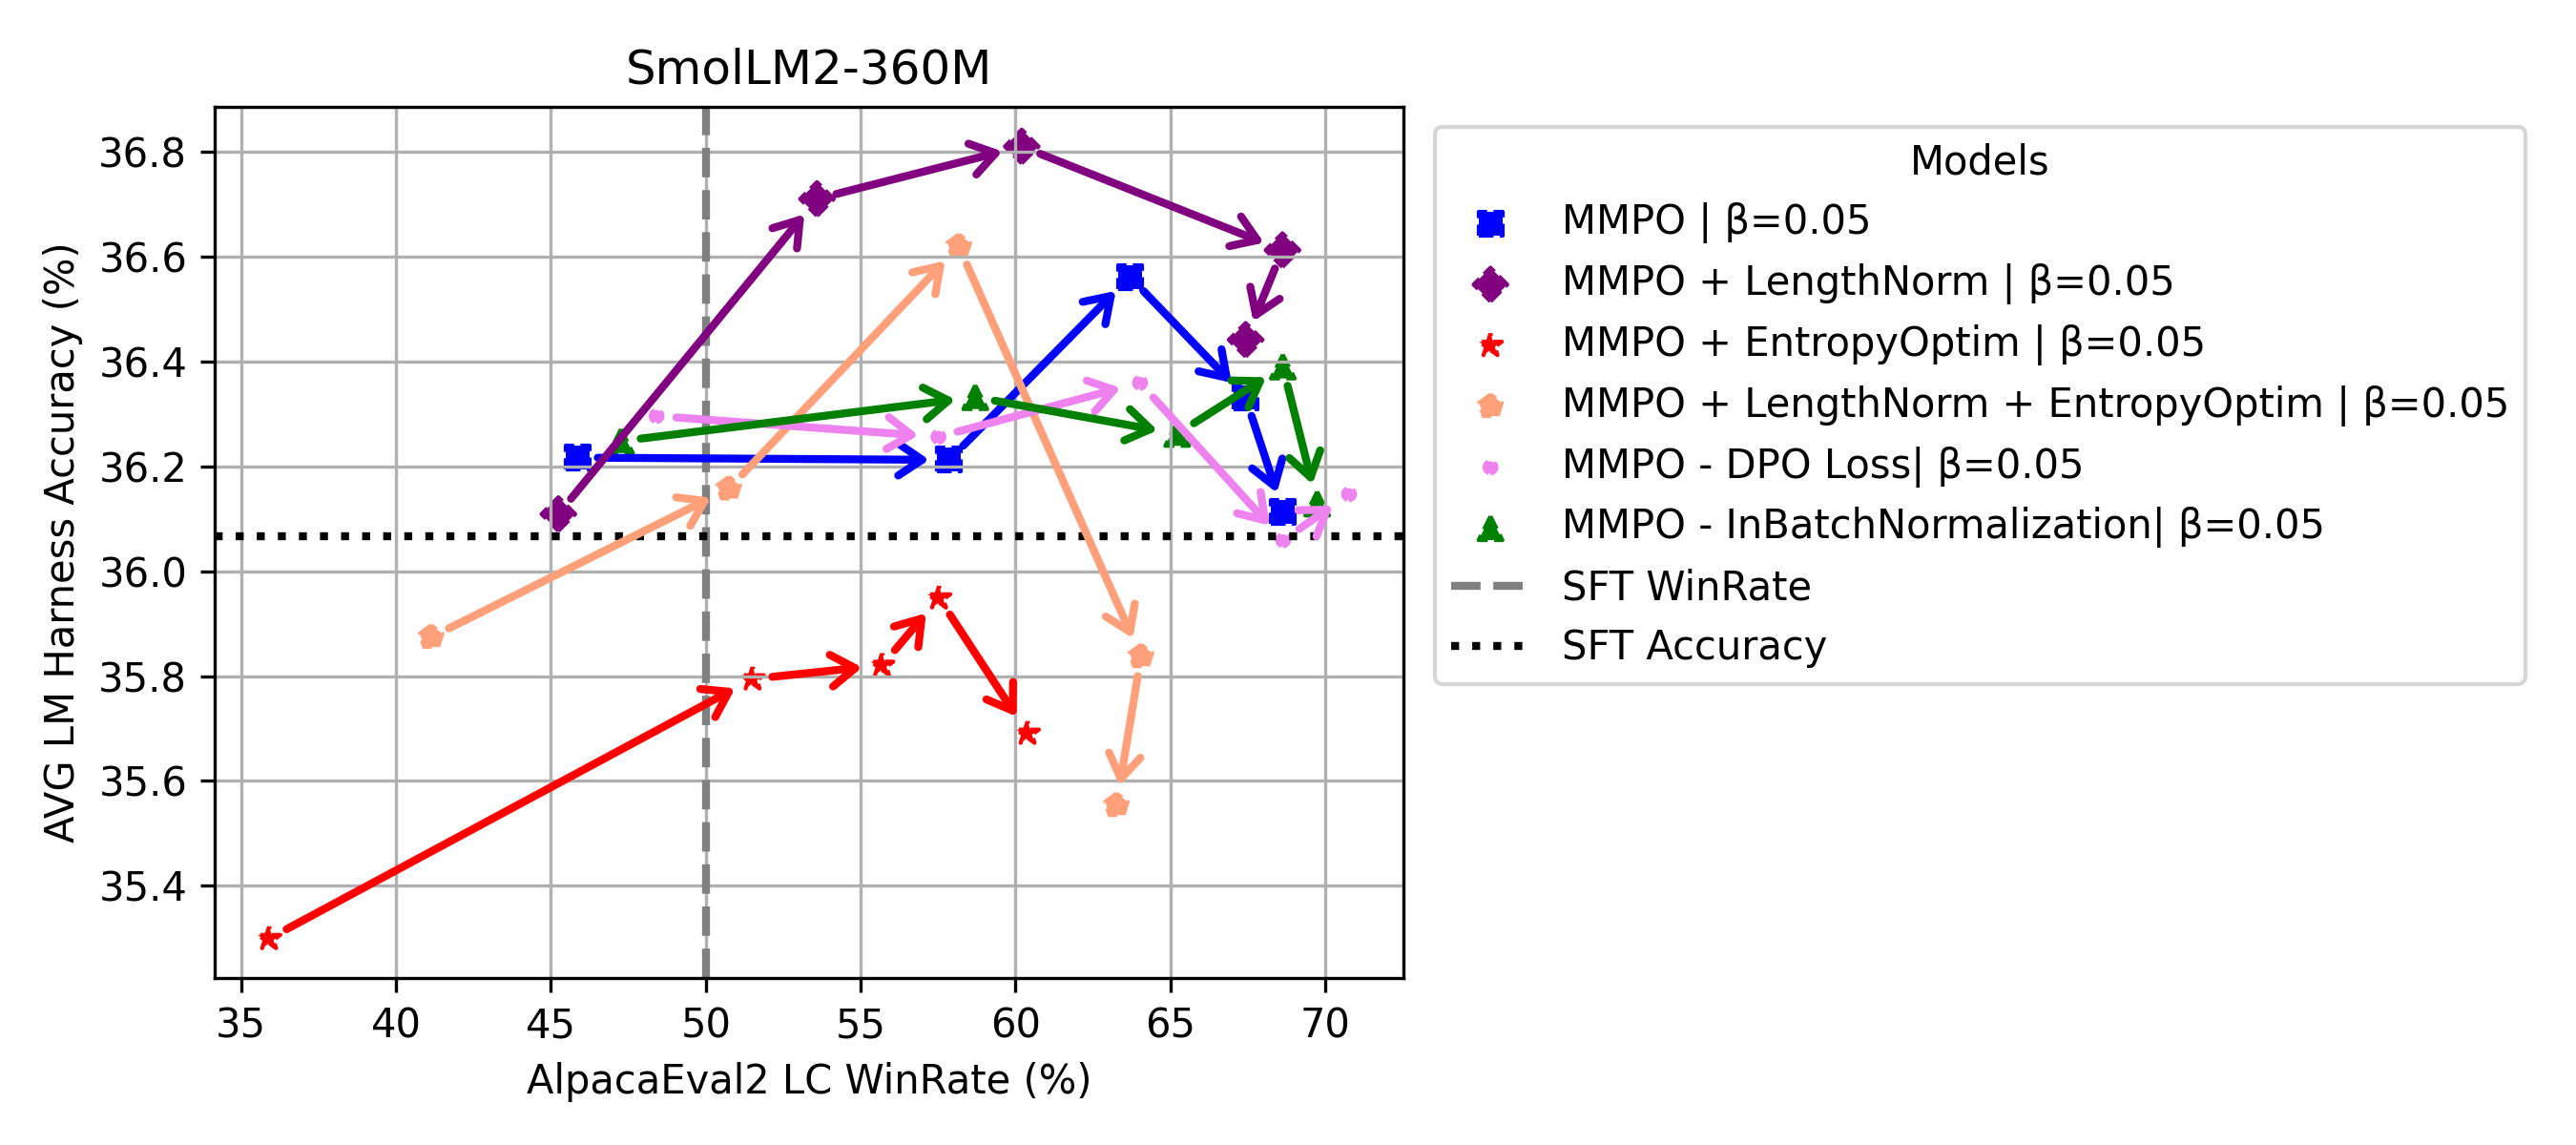 SmolLM2-360M
AVG LM Harness Accuracy (%)
36.8
36.6
36.4
36.2
36.0
35.8
35.6
35.4
35 40 45 50 55 60 65 70
AlpacaEval2 LC WinRate (%)
Models
MMPO | β=0.05
MMPO + LengthNorm | β=0.05
MMPO + EntropyOptim | β=0.05
MMPO + LengthNorm + EntropyOptim | β=0.05
MMPO - DPO Loss| β=0.05
MMPO - InBatchNormalization| β=0.05
SFT WinRate
SFT Accuracy